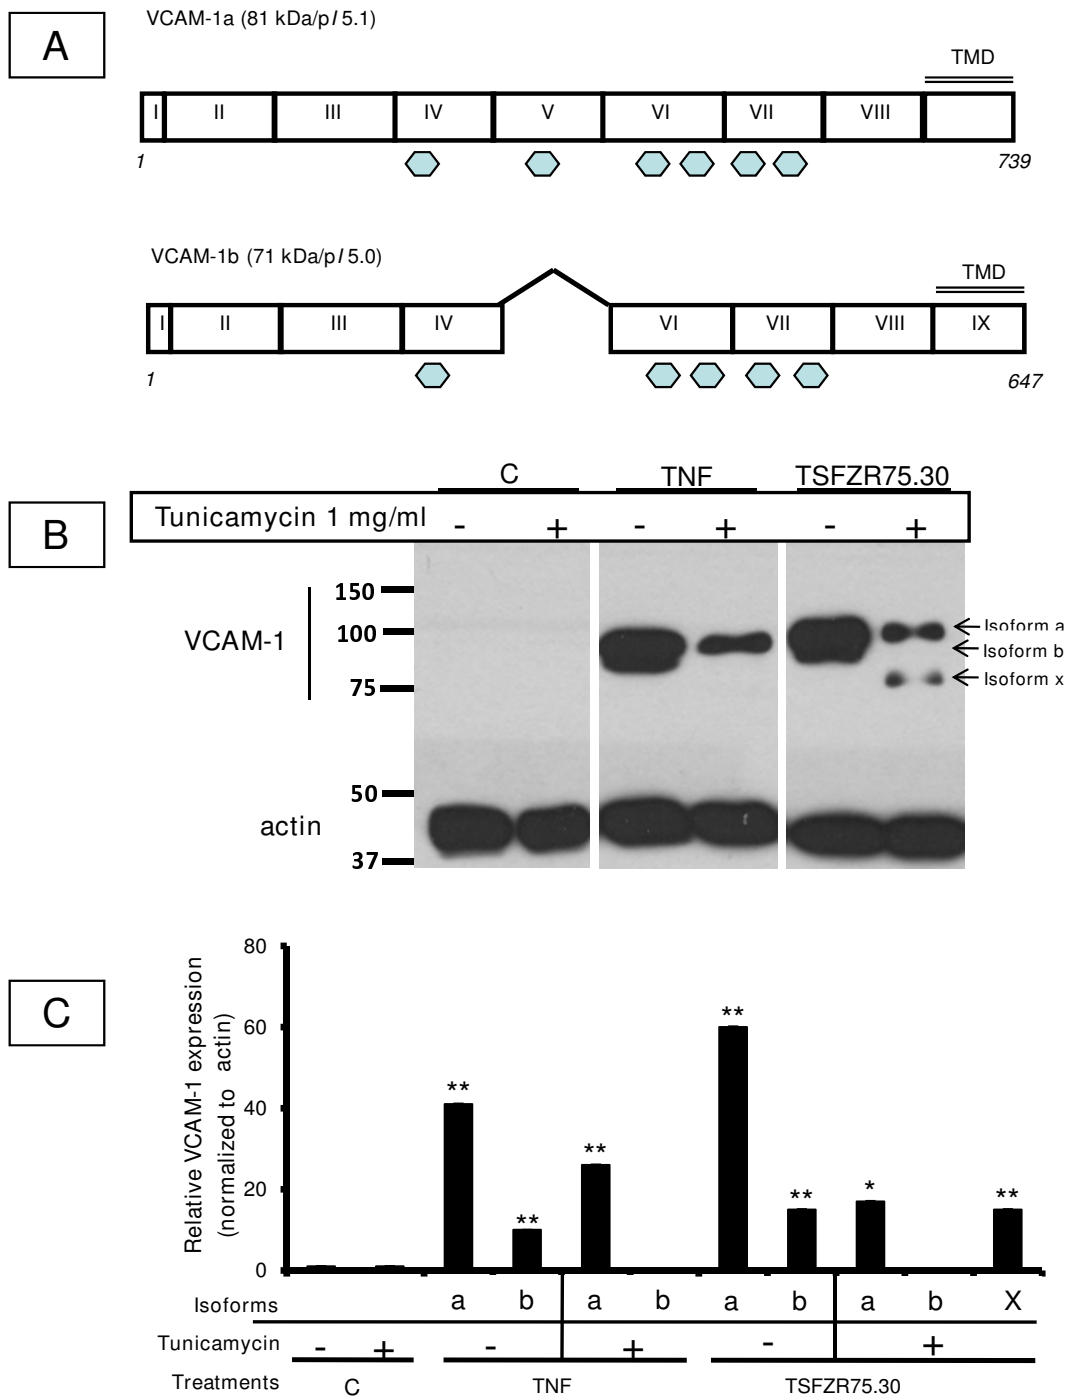 A
VCAM-1a (81 kDa/pI 5.1)
TMD
I II III IV V VI VII VIII
1 739
VCAM-1b (71 kDa/pI 5.0)
TMD
I II III IV VI VII VIII IX
1 647
B
C TNF TSFZR75.30
Tunicamycin 1 mg/ml - + - + - +
150
100
75
50
37
VCAM-1
actin
Isoform a
Isoform b
Isoform x
C
Relative VCAM-1 expression
(normalized to actin)
80
60
40
20
0
** ** ** ** ** * **
Isoforms a b a b a b a b X
Tunicamycin - + - + - +
Treatments C TNF TSFZR75.30